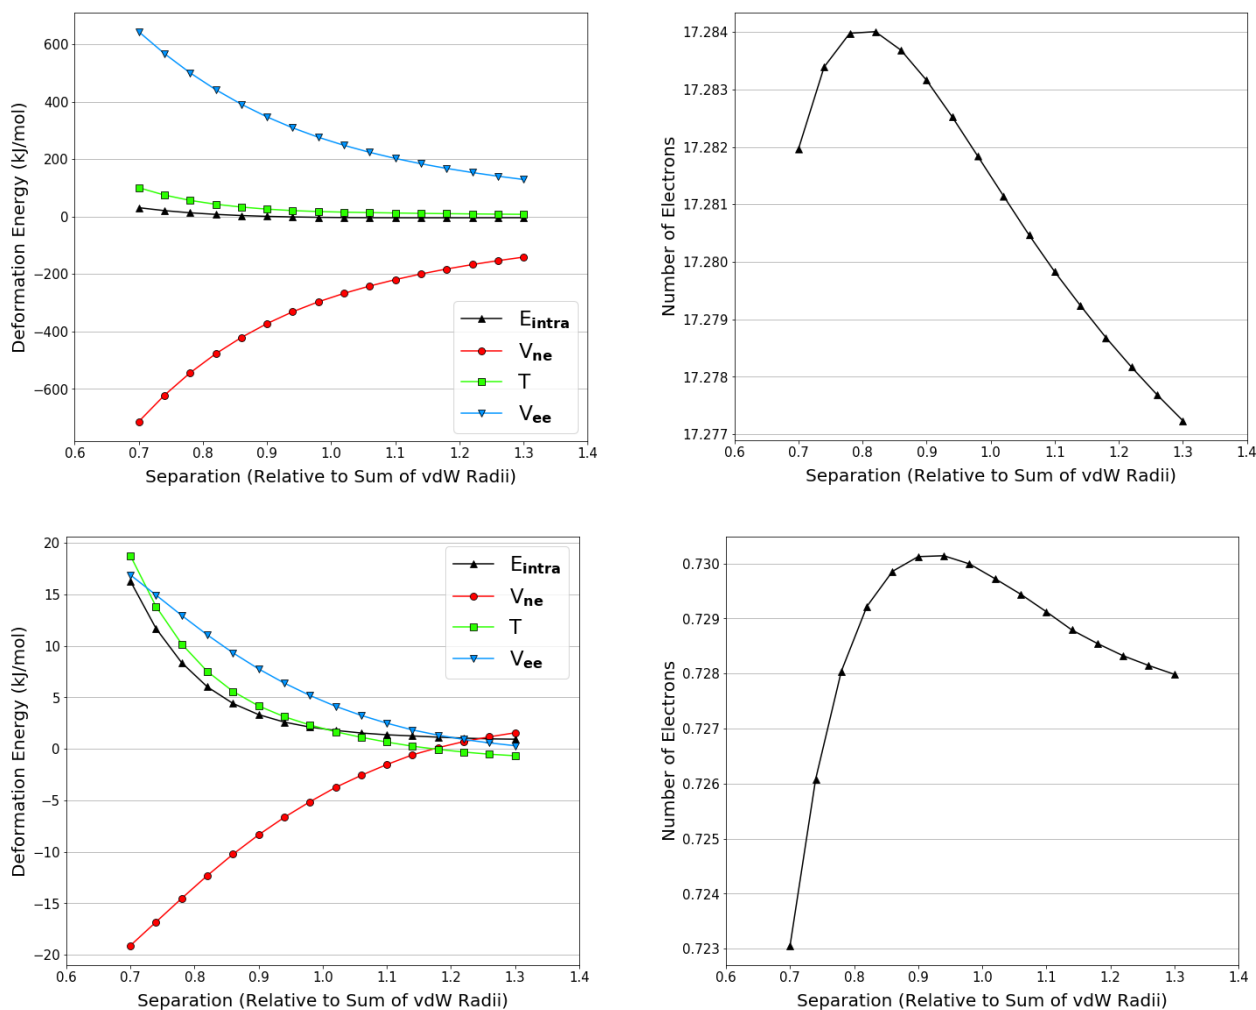 Deformation Energy (kJ/mol)
600
400
200
0
−200
−400
−600
E_intra
V_ne
T
V_ee
0.6 0.7 0.8 0.9 1.0 1.1 1.2 1.3 1.4
Separation (Relative to Sum of vdW Radii)
Number of Electrons
17.284
17.283
17.282
17.281
17.280
17.279
17.278
17.277
0.6 0.7 0.8 0.9 1.0 1.1 1.2 1.3 1.4
Separation (Relative to Sum of vdW Radii)
Deformation Energy (kJ/mol)
20
15
10
5
0
−5
−10
−15
−20
E_intra
V_ne
T
V_ee
0.6 0.7 0.8 0.9 1.0 1.1 1.2 1.3 1.4
Separation (Relative to Sum of vdW Radii)
Number of Electrons
0.730
0.729
0.728
0.727
0.726
0.725
0.724
0.723
0.6 0.7 0.8 0.9 1.0 1.1 1.2 1.3 1.4
Separation (Relative to Sum of vdW Radii)